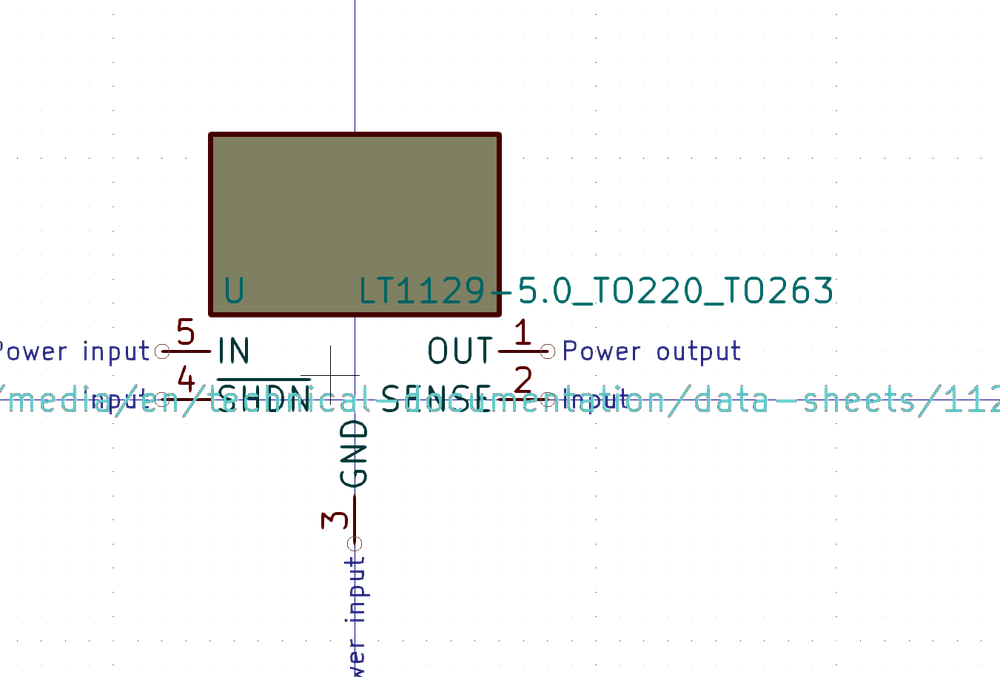 U LT1129-5.0_TO220_TO263
5 1
Power input IN OUT Power output
4 2
Input SHDN SENSE Input
/media/en/technical-documentation/data-sheets/112
GND
3
wer input